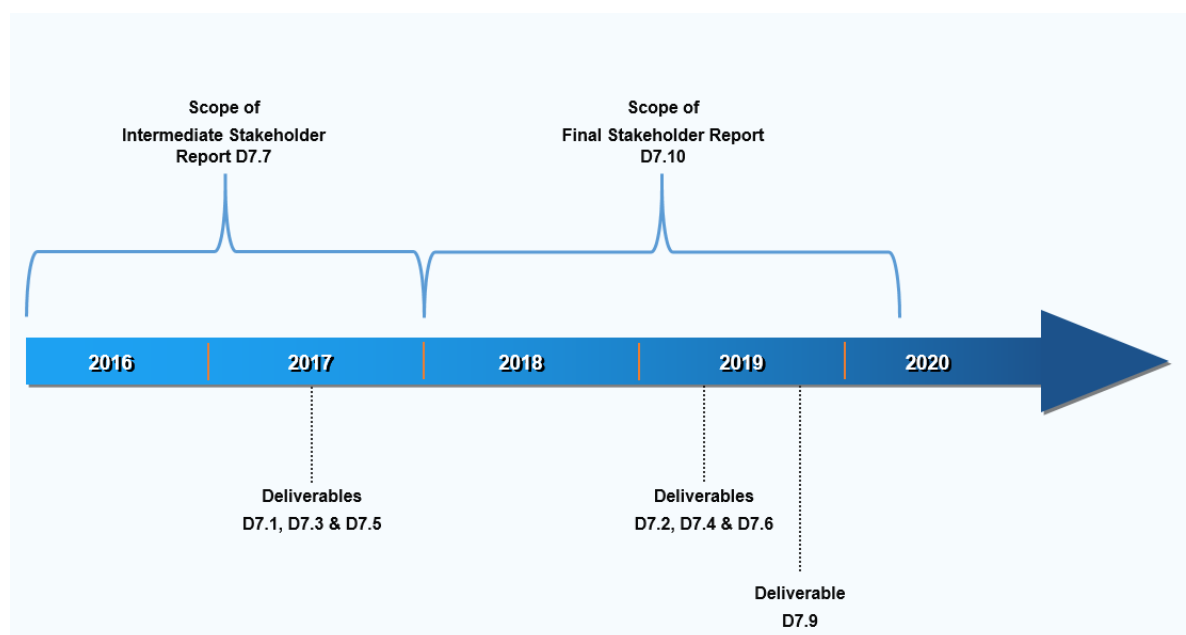 Scope of
Intermediate Stakeholder
Report D7.7
Scope of
Final Stakeholder Report
D7.10
2016
2017
2018
2019
2020
Deliverables
D7.1, D7.3 & D7.5
Deliverables
D7.2, D7.4 & D7.6
Deliverable
D7.9